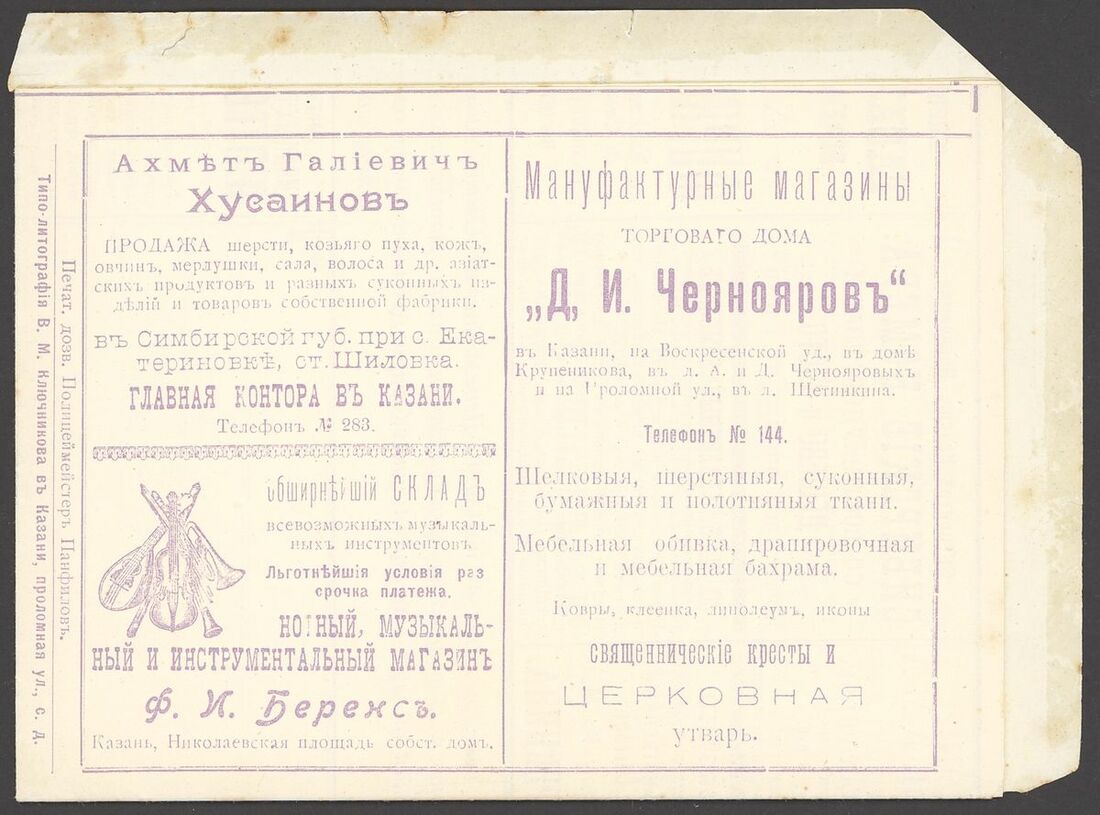 Ахмѣтъ Галіевичъ
Хусаиновъ
ПРОДАЖА шерсти, козьяго пуха, кожъ,
овчинъ, мерлушки, сала, волоса и др. азіат-
скихъ продуктовъ и разныхъ суконныхъ из-
дѣлій и товаровъ собственной фабрики.
въ Симбирской губ. при с. Ека-
териновкѣ, ст. Шиловка.
ГЛАВНАЯ КОНТОРА ВЪ КАЗАНИ.
Телефонъ № 283.
Обширнѣйшій СКЛАДЪ
всевозможныхъ музыкаль-
ныхъ инструментовъ
Льготнѣйшія условія раз
срочка платежа.
НОТНЫЙ, МУЗЫКАЛЬ-
НЫЙ И ИНСТРУМЕНТАЛЬНЫЙ МАГАЗИНЪ
Ф. И. Беренсъ.
Казань, Николаевская площадь собст. домъ.
Мануфактурные магазины
ТОРГОВАГО ДОМА
„Д, И. Чернояровъ“
въ Казани, на Воскресенской уд., въ домѣ
Крупеникова, въ л. А. и Д. Чернояровыхъ
и на Проломной ул., въ л. Щетинкина.
Телефонъ № 144.
Шелковыя, шерстяныя, суконныя,
бумажныя и полотняныя ткани.
Мебельная обивка, драпировочная
и мебельная бахрама.
Ковры, клеенка, линолеумъ, иконы
священническіе кресты и
ЦЕРКОВНАЯ
утварь.
Печат. дозв. Полицеймейстеръ Панфиловъ.
Типо-литографія В. М. Ключникова въ Казани, проломная ул., с. д.